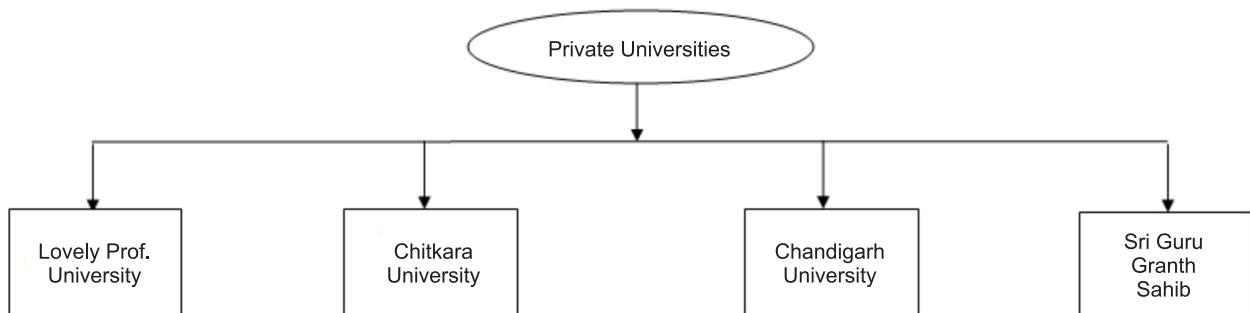 Private Universities
Lovely Prof.
University
Chitkara
University
Chandigarh
University
Sri Guru
Granth
Sahib